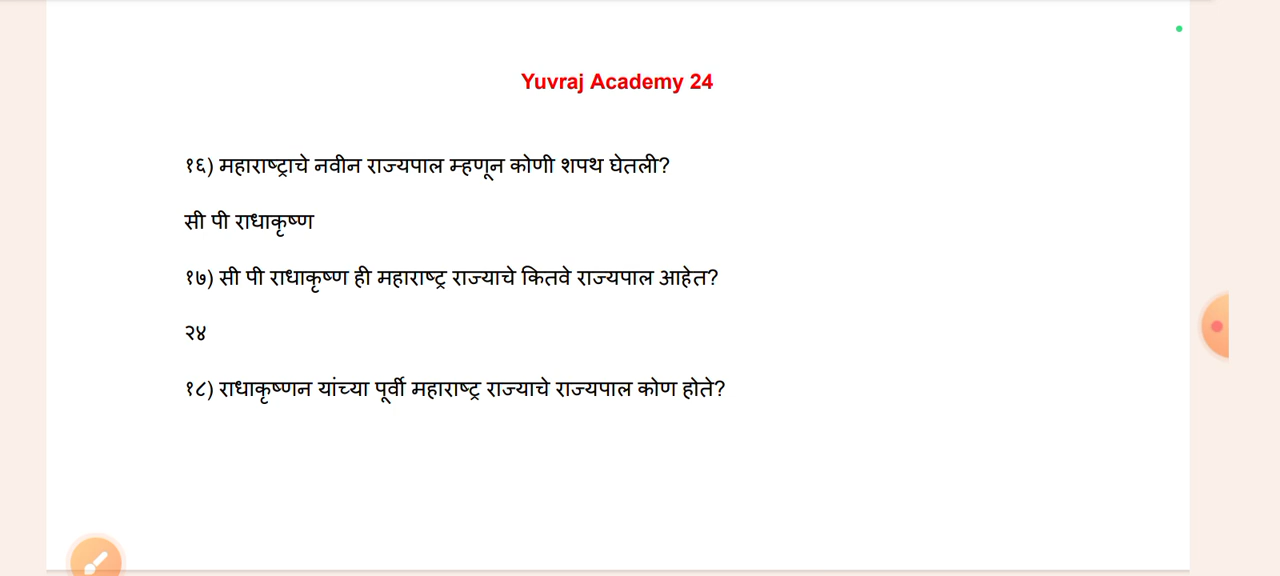 Yuvraj Academy 24
१६) महाराष्ट्राचे नवीन राज्यपाल म्हणून कोणी शपथ घेतली?
सी पी राधाकृष्ण
१७) सी पी राधाकृष्ण ही महाराष्ट्र राज्याचे कितवे राज्यपाल आहेत?
२४
१८) राधाकृष्णन यांच्या पूर्वी महाराष्ट्र राज्याचे राज्यपाल कोण होते?